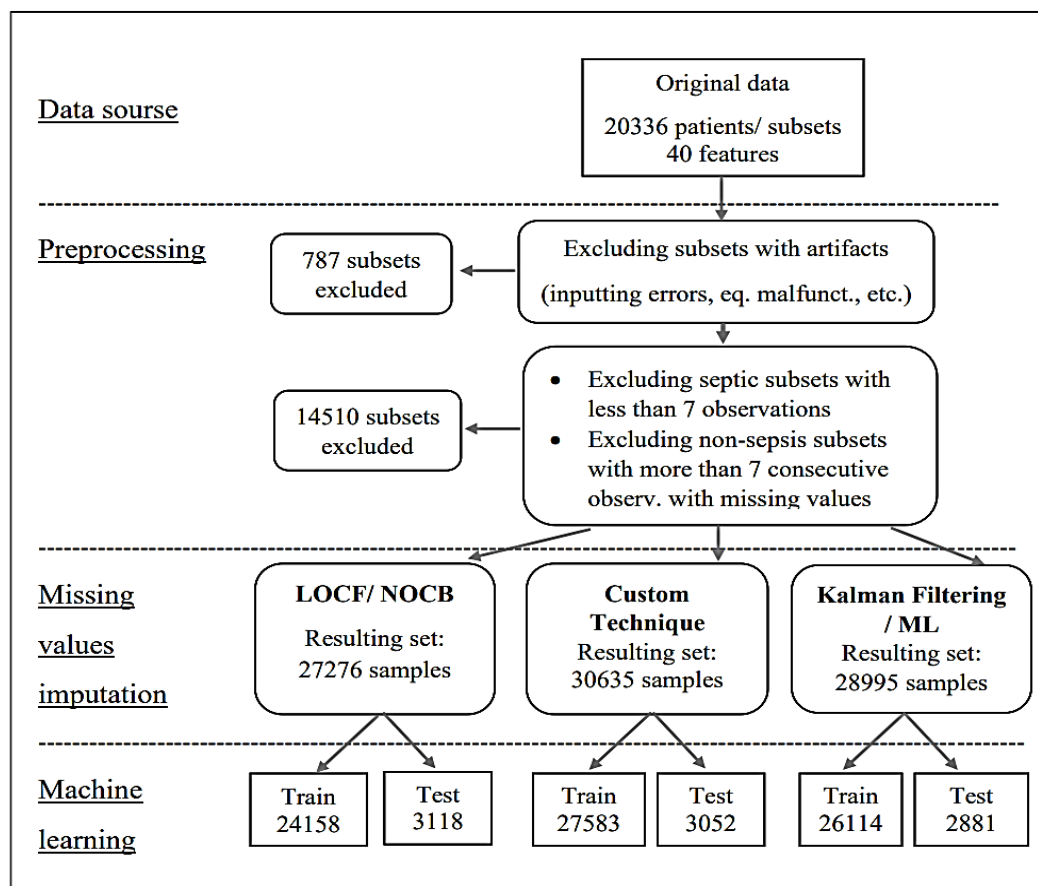 Data sourse
Original data
20336 patients/ subsets
40 features
Preprocessing
787 subsets
excluded
Excluding subsets with artifacts
(inputting errors, eq. malfunct., etc.)
14510 subsets
excluded
• Excluding septic subsets with
less than 7 observations
• Excluding non-sepsis subsets
with more than 7 consecutive
observ. with missing values
Missing
values
imputation
LOCF/ NOCB
Resulting set:
27276 samples
Custom
Technique
Resulting set:
30635 samples
Kalman Filtering
/ ML
Resulting set:
28995 samples
Machine
learning
Train
24158
Test
3118
Train
27583
Test
3052
Train
26114
Test
2881